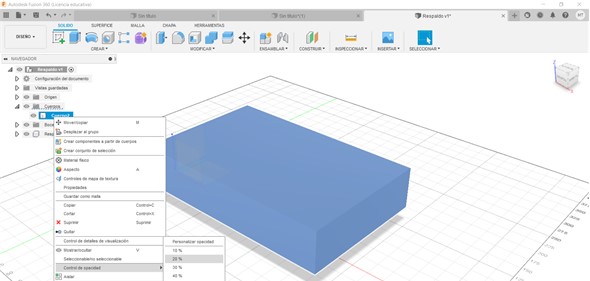 Autodesk Fusion 360 (Licencia educativa)
Sin título
Sin título*(1)
Respaldo v1*
SÓLIDO SUPERFICIE MALLA CHAPA HERRAMIENTAS
DISEÑO
CREAR MODIFICAR ENSAMBLAR CONSTRUIR INSPECCIONAR INSERTAR SELECCIONAR
NAVEGADOR
Respaldo v1
Configuración del documento
Vistas guardadas
Origen
Cuerpos
Cuerpo1
Mover/copiar M
Desplazar el grupo
Crear componentes a partir de cuerpos
Crear conjunto de selección
Material físico
Aspecto A
Controles de mapa de textura
Propiedades
Guardar como malla
Copiar Control+C
Cortar Control+X
Suprimir Suprimir
Quitar
Control de detalles de visualización
Mostrar/ocultar V
Seleccionable/no seleccionable
Control de opacidad
Aislar
Personalizar opacidad
10 %
20 %
30 %
40 %